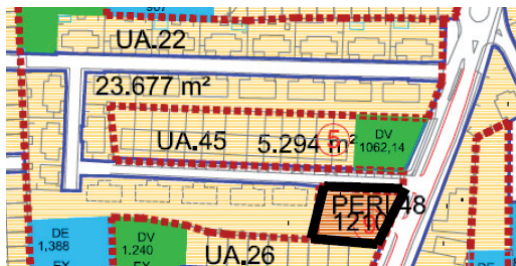 UA.22
23.677 m²
UA.45
5.294 m²
5
DV
1062,14
PERI 48
1210
DE
1,388
DV
1.240
UA.26